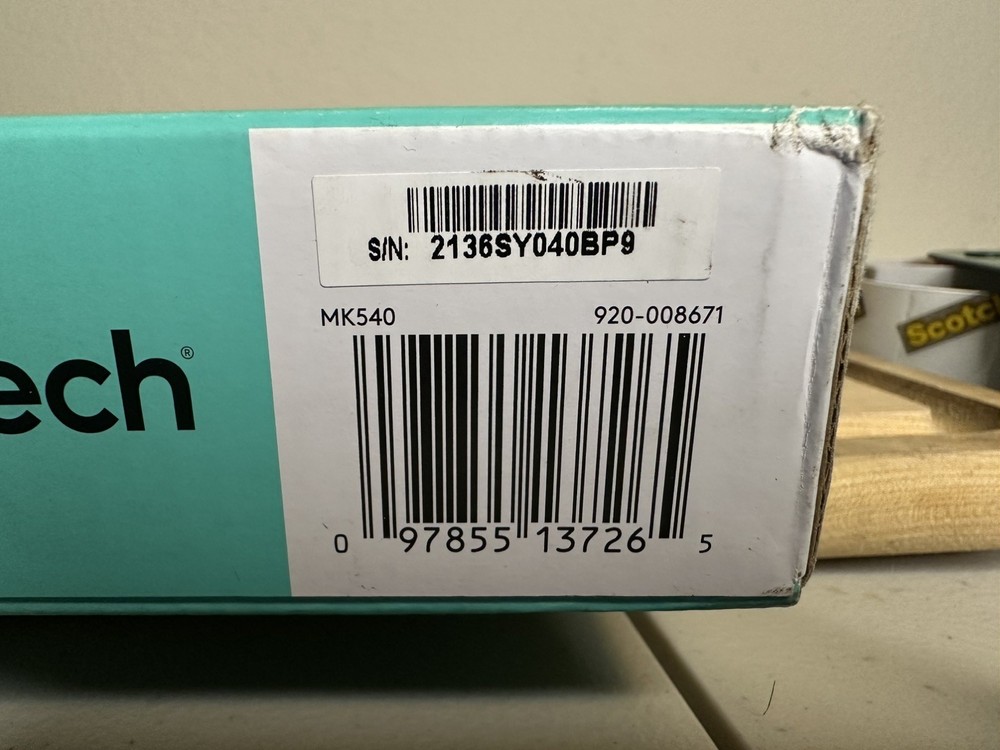 S/N: 2136SY040BP9
MK540 920-008671
ech®
0 97855 13726 5
Scotc